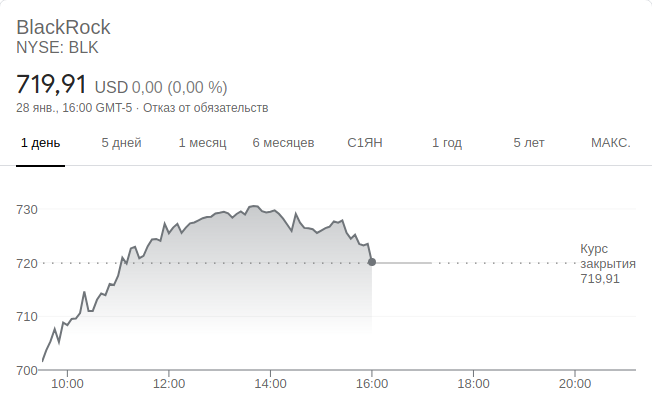 BlackRock
NYSE: BLK
719,91 USD 0,00 (0,00 %)
28 янв., 16:00 GMT-5 · Отказ от обязательств
1 день 5 дней 1 месяц 6 месяцев С1ЯН 1 год 5 лет МАКС.
730
720
710
700
Курс
закрытия
719,91
10:00 12:00 14:00 16:00 18:00 20:00